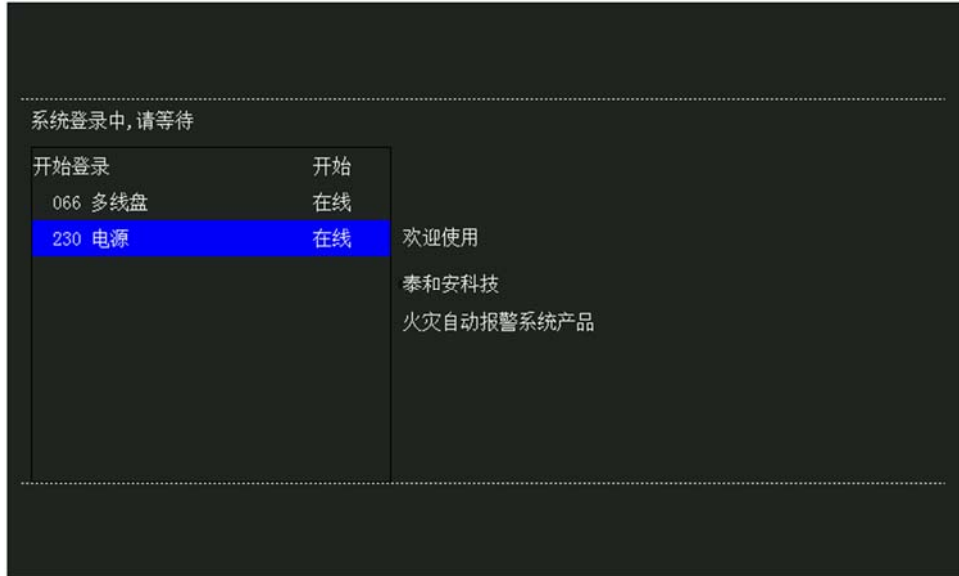 系统登录中,请等待
开始登录 开始
066 多线盘 在线
230 电源 在线
欢迎使用
泰和安科技
火灾自动报警系统产品